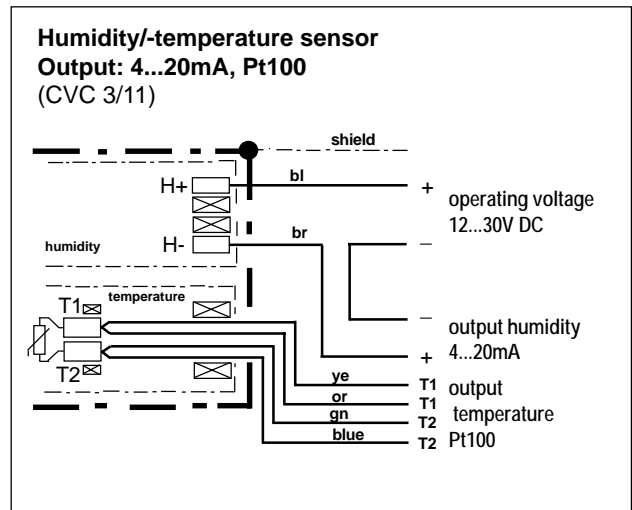 Humidity/-temperature sensor
Output: 4...20mA, Pt100
(CVC 3/11)
shield
H+
bl
+
operating voltage
12...30V DC
humidity
H-
br
–
temperature
T1
–
output humidity
4...20mA
+
T2
ye
T1
output
or
T1
temperature
gn
T2
Pt100
blue
T2